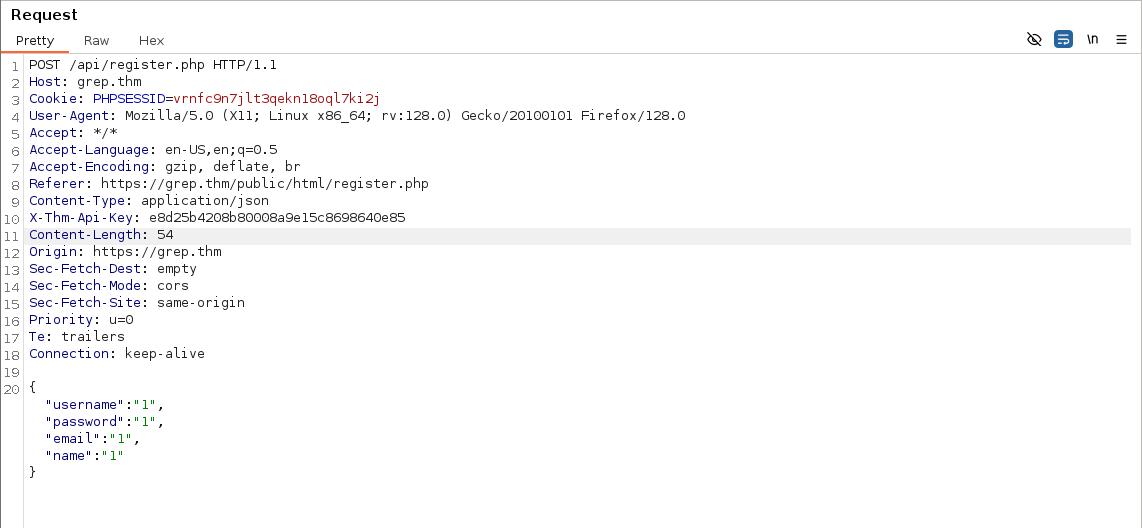 Request
Pretty Raw Hex \n
1 POST /api/register.php HTTP/1.1
2 Host: grep.thm
3 Cookie: PHPSESSID=vrnfc9n7jlt3qekn18oql7ki2j
4 User-Agent: Mozilla/5.0 (X11; Linux x86_64; rv:128.0) Gecko/20100101 Firefox/128.0
5 Accept: */*
6 Accept-Language: en-US,en;q=0.5
7 Accept-Encoding: gzip, deflate, br
8 Referer: https://grep.thm/public/html/register.php
9 Content-Type: application/json
10 X-Thm-Api-Key: e8d25b4208b80008a9e15c8698640e85
11 Content-Length: 54
12 Origin: https://grep.thm
13 Sec-Fetch-Dest: empty
14 Sec-Fetch-Mode: cors
15 Sec-Fetch-Site: same-origin
16 Priority: u=0
17 Te: trailers
18 Connection: keep-alive
19
20 {
"username":"1",
"password":"1",
"email":"1",
"name":"1"
}